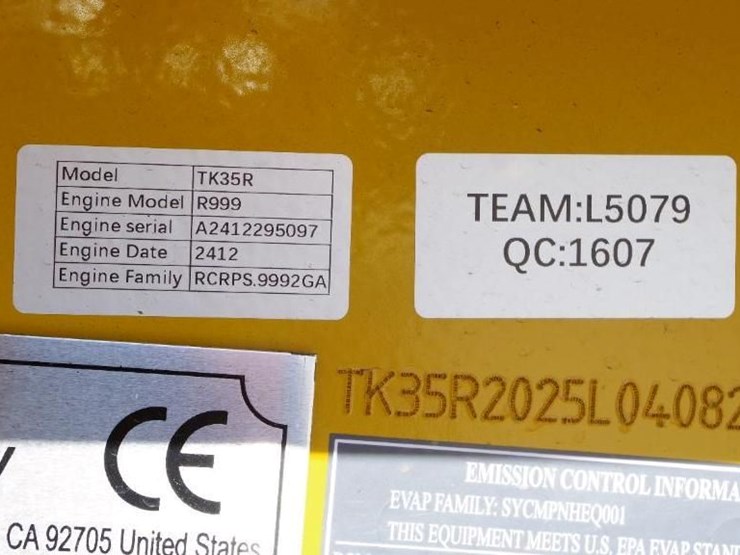 Model TK35R
Engine Model R999
Engine serial A2412295097
Engine Date 2412
Engine Family RCRPS.9992GA
TEAM:L5079
QC:1607
TK35R2025L04082
CE
CA 92705 United States
EMISSION CONTROL INFORMA
EVAP FAMILY: SYCMPNHEQ001
THIS EQUIPMENT MEETS U.S. EPA EVAP STAN